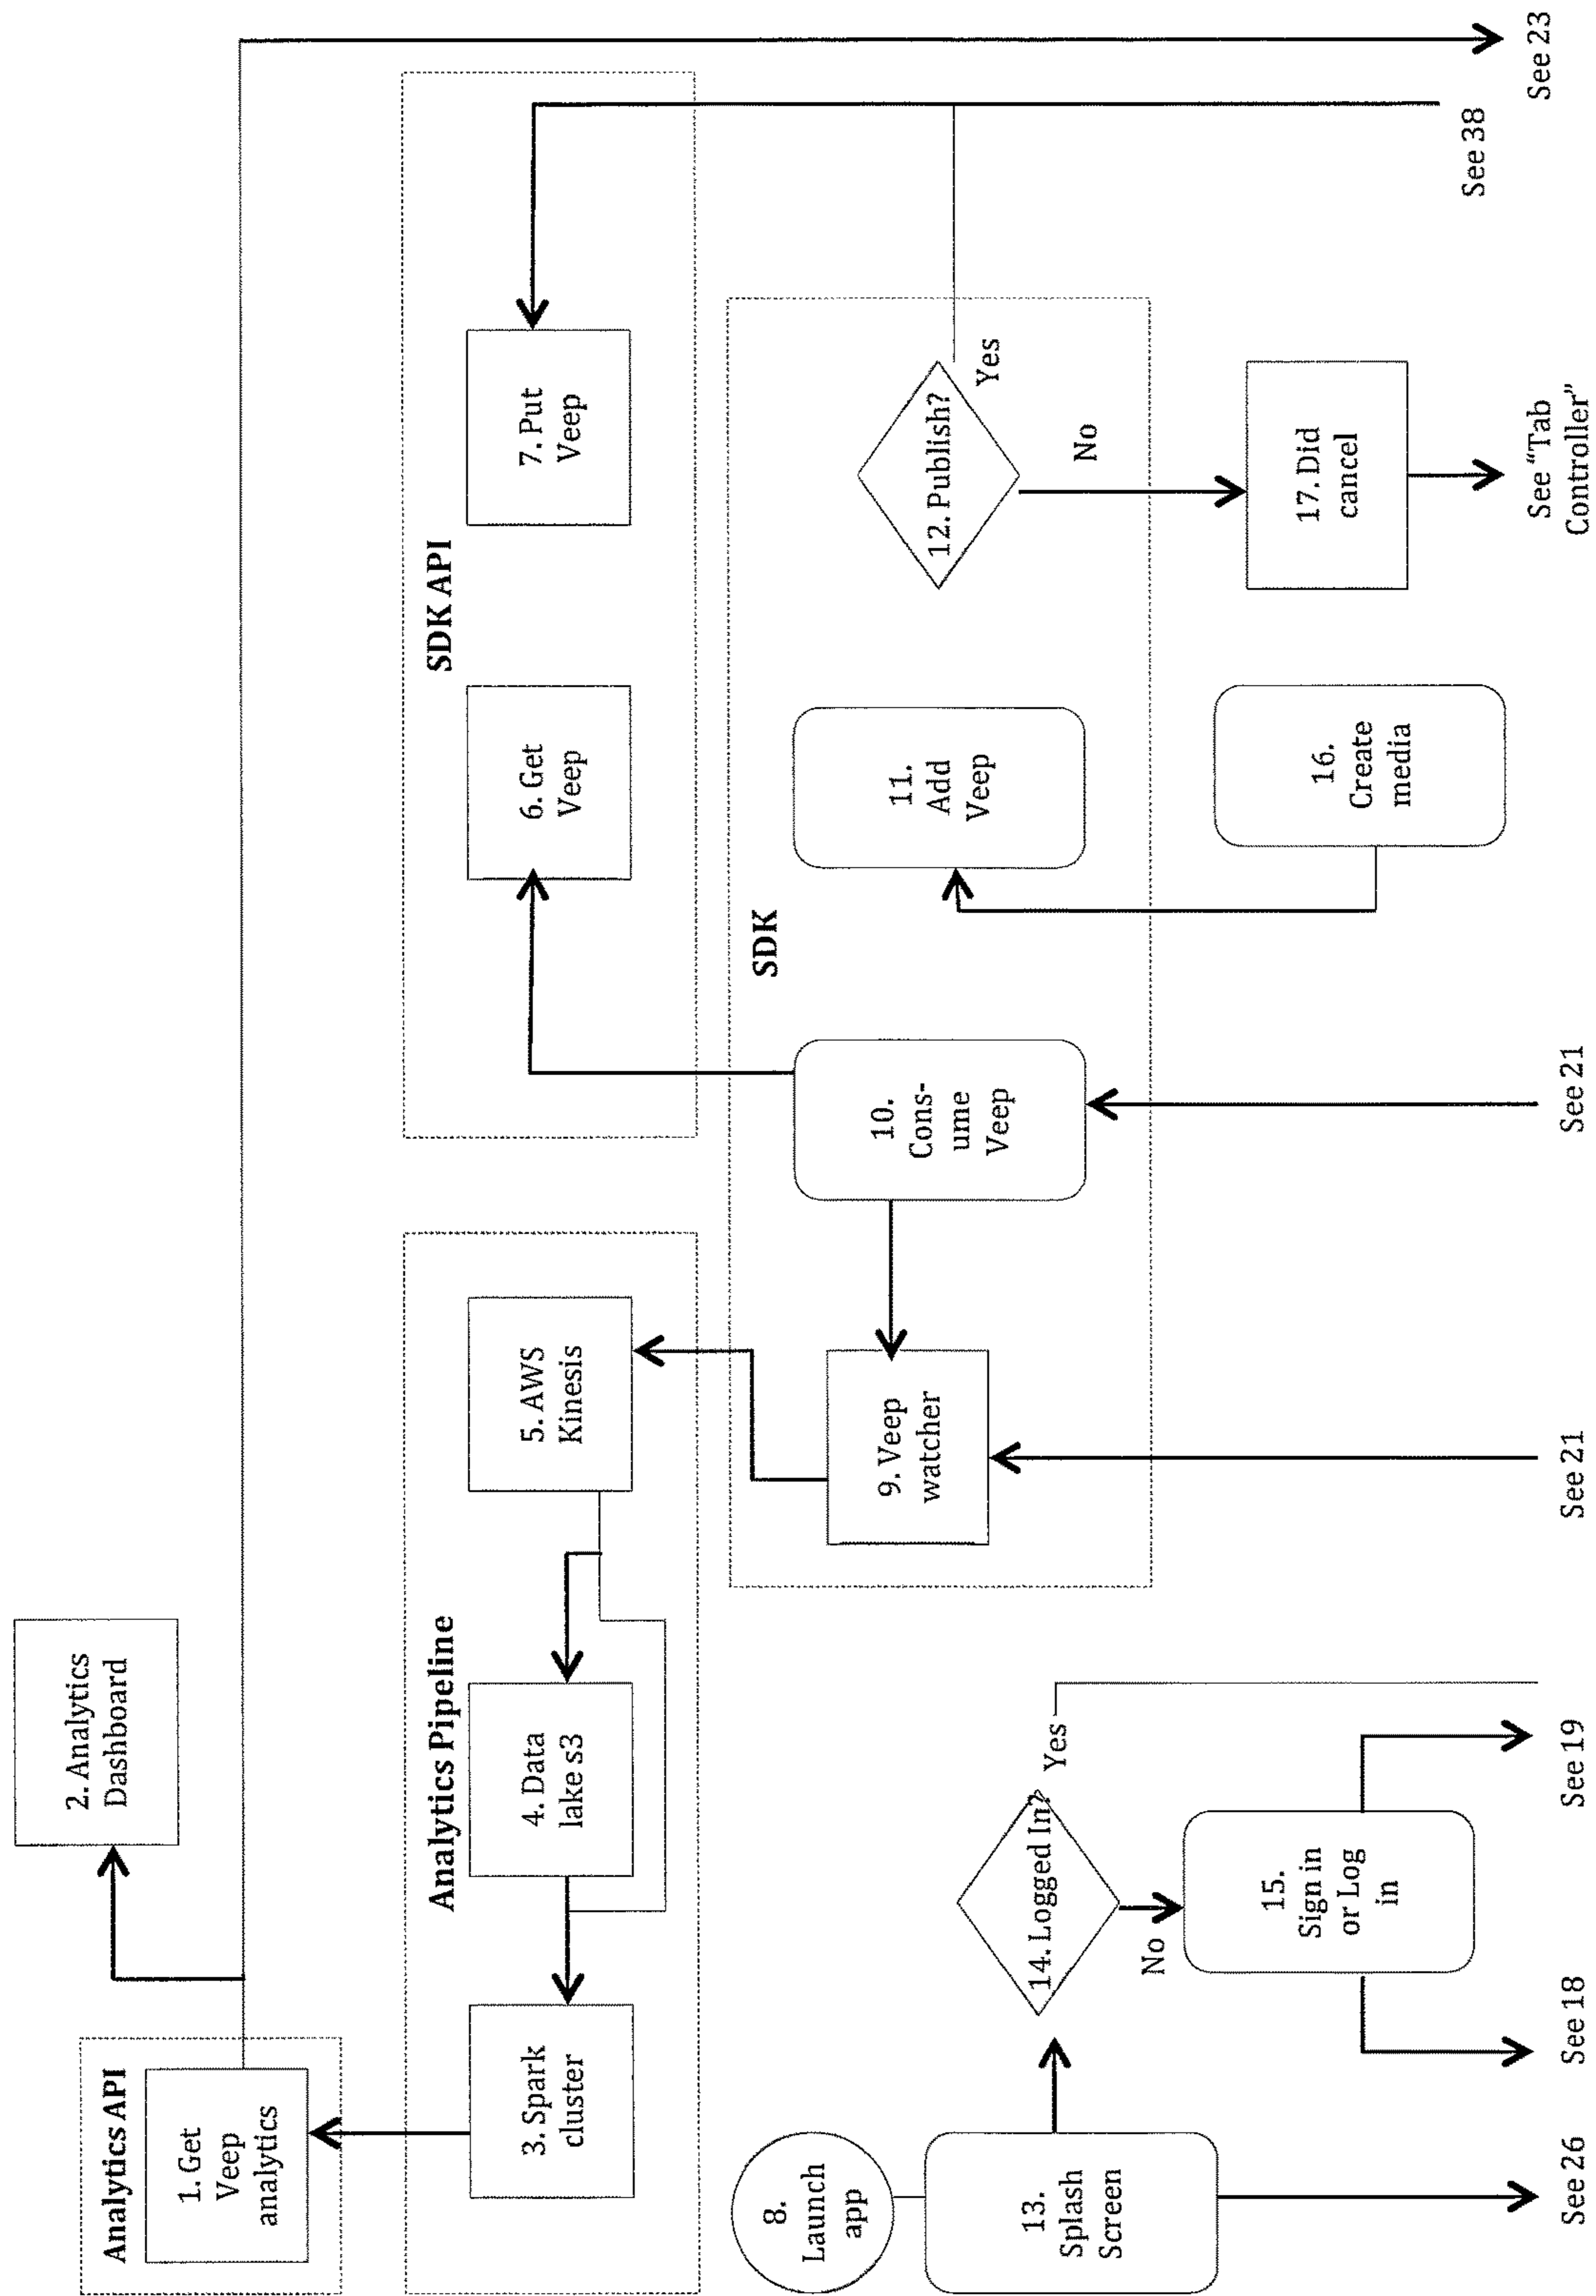 Analytics API
1. Get
Veep
analytics
2. Analytics
Dashboard
Analytics Pipeline
3. Spark
cluster
4. Data
lake s3
5. AWS
Kinesis
SDK API
6. Get
Veep
7. Put
Veep
8.
Launch
app
SDK
9. Veep
watcher
10.
Cons-
ume
Veep
11.
Add
Veep
12. Publish?
Yes
No
13.
Splash
Screen
14. Logged In?
Yes
No
15.
Sign in
or Log
in
16.
Create
media
17. Did
cancel
See 26
See 18
See 19
See 21
See 21
See "Tab
Controller"
See 38
See 23